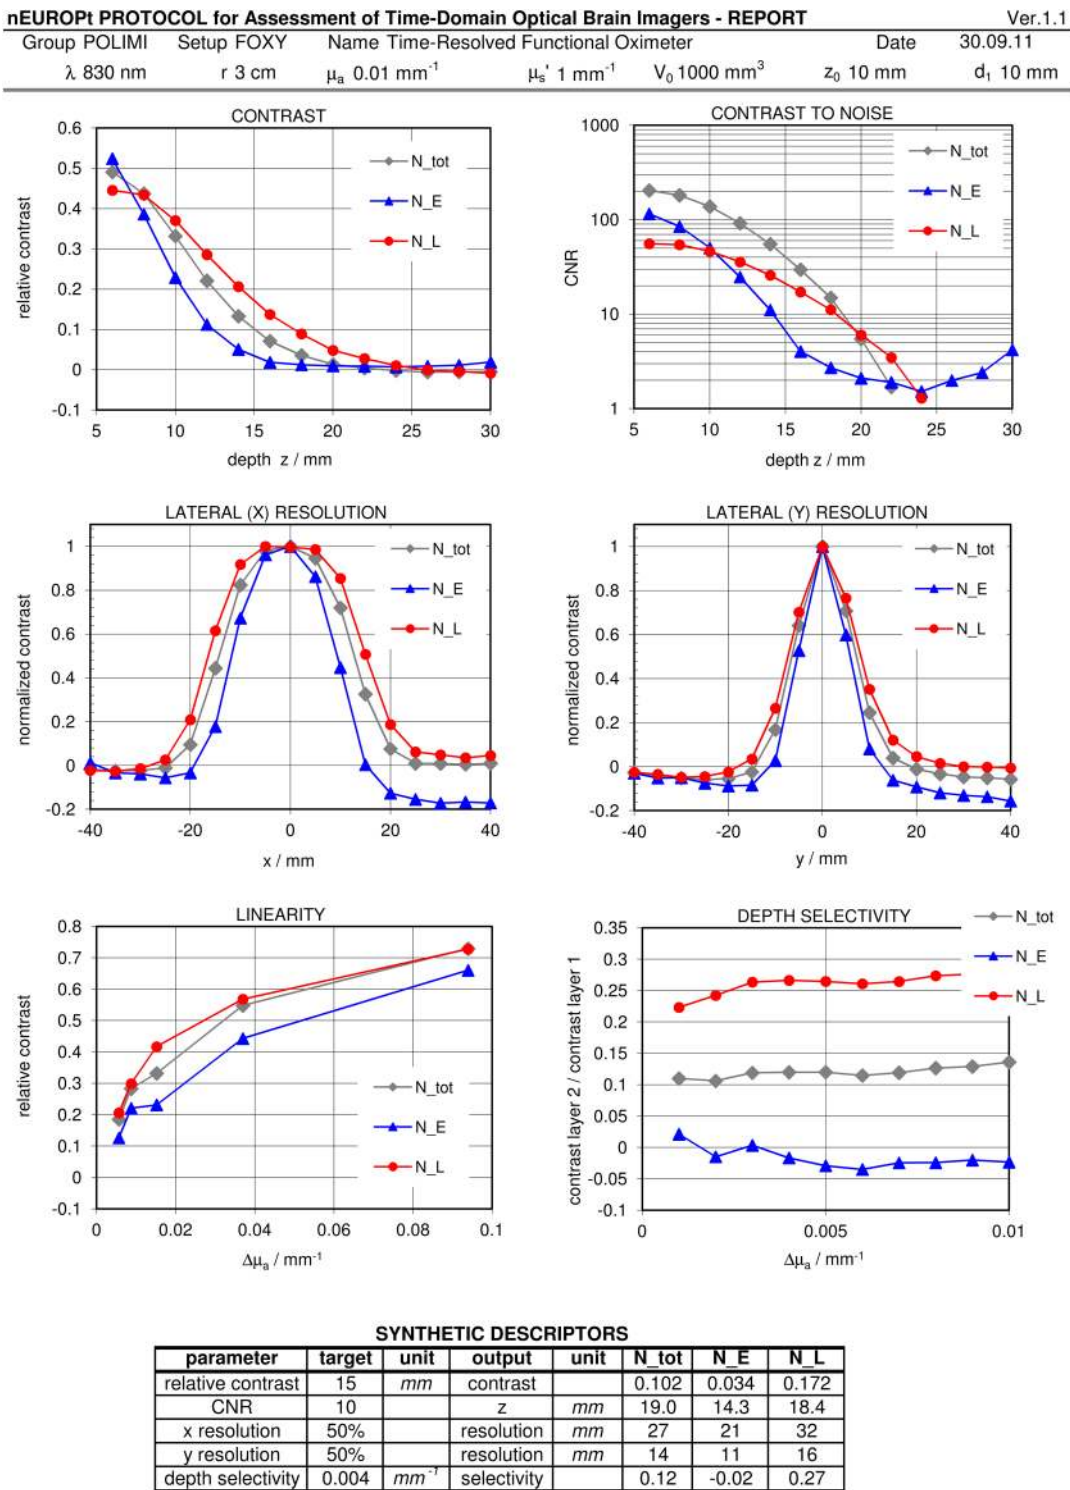 nEUROPt PROTOCOL for Assessment of Time-Domain Optical Brain Imagers - REPORT Ver.1.1
Group POLIMI Setup FOXY Name Time-Resolved Functional Oximeter Date 30.09.11
λ 830 nm r 3 cm μa 0.01 mm⁻¹ μs' 1 mm⁻¹ V₀ 1000 mm³ z₀ 10 mm d₁ 10 mm
CONTRAST
0.6
0.5
0.4
0.3
0.2
0.1
0
-0.1
relative contrast
N_tot
N_E
N_L
5 10 15 20 25 30
depth z / mm
CONTRAST TO NOISE
1000
100
10
1
CNR
N_tot
N_E
N_L
5 10 15 20 25 30
depth z / mm
LATERAL (X) RESOLUTION
1
0.8
0.6
0.4
0.2
0
-0.2
normalized contrast
N_tot
N_E
N_L
-40 -20 0 20 40
x / mm
LATERAL (Y) RESOLUTION
1
0.8
0.6
0.4
0.2
0
-0.2
normalized contrast
N_tot
N_E
N_L
-40 -20 0 20 40
y / mm
LINEARITY
0.8
0.7
0.6
0.5
0.4
0.3
0.2
0.1
0
-0.1
relative contrast
N_tot
N_E
N_L
0 0.02 0.04 0.06 0.08 0.1
Δμa / mm⁻¹
DEPTH SELECTIVITY
0.35
0.3
0.25
0.2
0.15
0.1
0.05
0
-0.05
-0.1
contrast layer 2 / contrast layer 1
N_tot
N_E
N_L
0 0.005 0.01
Δμa / mm⁻¹
SYNTHETIC DESCRIPTORS
parameter target unit output unit N_tot N_E N_L
relative contrast 15 mm contrast 0.102 0.034 0.172
CNR 10 z mm 19.0 14.3 18.4
x resolution 50% resolution mm 27 21 32
y resolution 50% resolution mm 14 11 16
depth selectivity 0.004 mm⁻¹ selectivity 0.12 -0.02 0.27